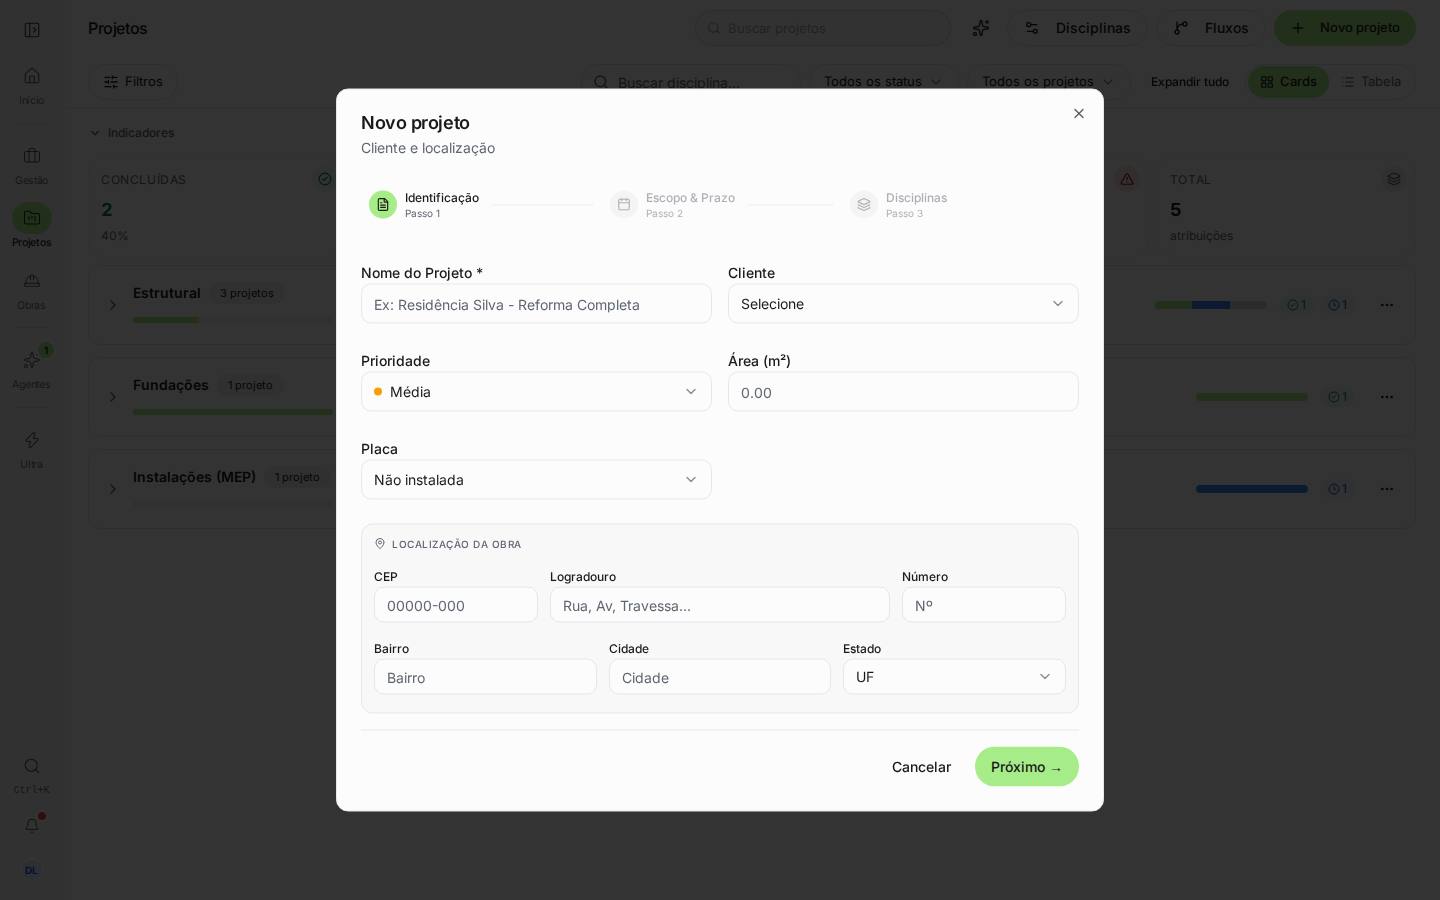 Projetos
Buscar projetos
Disciplinas
Fluxos
Novo projeto
Início
Gestão
Projetos
Obras
1
Agentes
Ultra
Ctrl+K
DL
Filtros
Buscar disciplina...
Todos os status
Todos os projetos
Expandir tudo
Cards
Tabela
Indicadores
CONCLUÍDAS
2
40%
TOTAL
5
atribuições
Estrutural
3 projetos
1
1
Fundações
1 projeto
1
Instalações (MEP)
1 projeto
1
Novo projeto
Cliente e localização
Identificação
Passo 1
Escopo & Prazo
Passo 2
Disciplinas
Passo 3
Nome do Projeto *
Cliente
Ex: Residência Silva - Reforma Completa
Selecione
Prioridade
Área (m²)
Média
0.00
Placa
Não instalada
LOCALIZAÇÃO DA OBRA
CEP
Logradouro
Número
00000-000
Rua, Av, Travessa...
Nº
Bairro
Cidade
Estado
Bairro
Cidade
UF
Cancelar
Próximo →